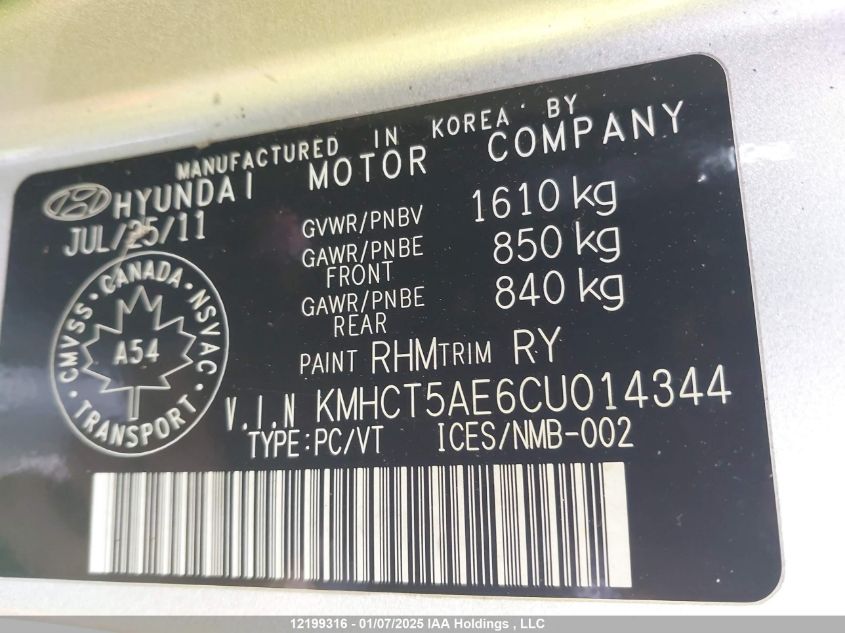 MANUFACTURED IN KOREA BY
HYUNDAI MOTOR COMPANY
JUL/25/11
GVWR/PNBV 1610 kg
GAWR/PNBE FRONT 850 kg
GAWR/PNBE REAR 840 kg
PAINT RHM TRIM RY
V.I.N KMHCT5AE6CU014344
TYPE:PC/VT ICES/NMB-002
CMVSS · CANADA · NSVAC · TRANSPORT ·
A54
12199316 - 01/07/2025 IAA Holdings , LLC